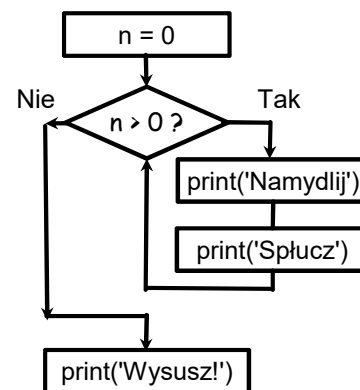 n = 0
Nie
Tak
n > 0 ?
print('Namydlij')
print('Spłucz')
print('Wysusz!')